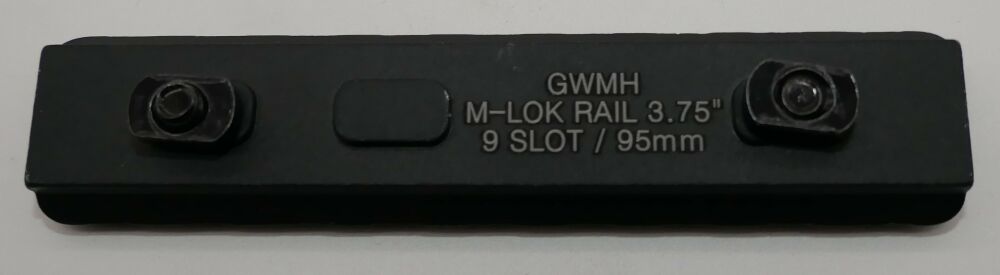 GWMH
M-LOK RAIL 3.75"
9 SLOT / 95mm